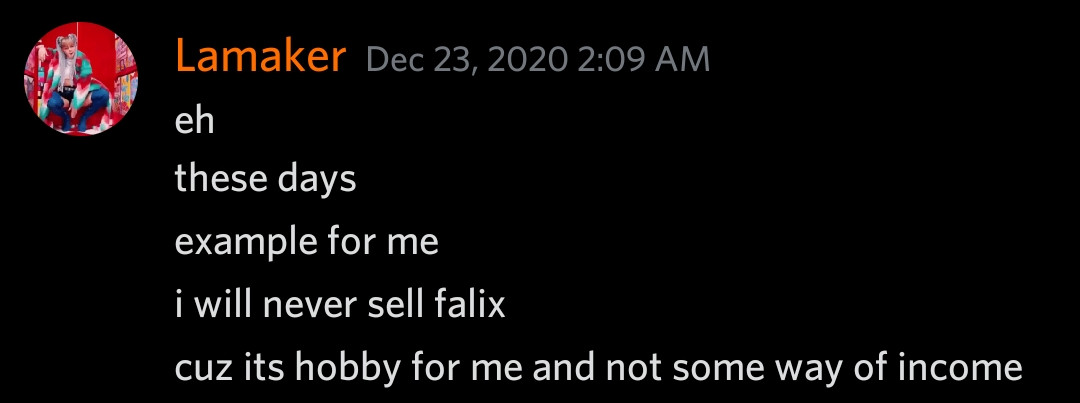 Lamaker Dec 23, 2020 2:09 AM
eh
these days
example for me
i will never sell falix
cuz its hobby for me and not some way of income